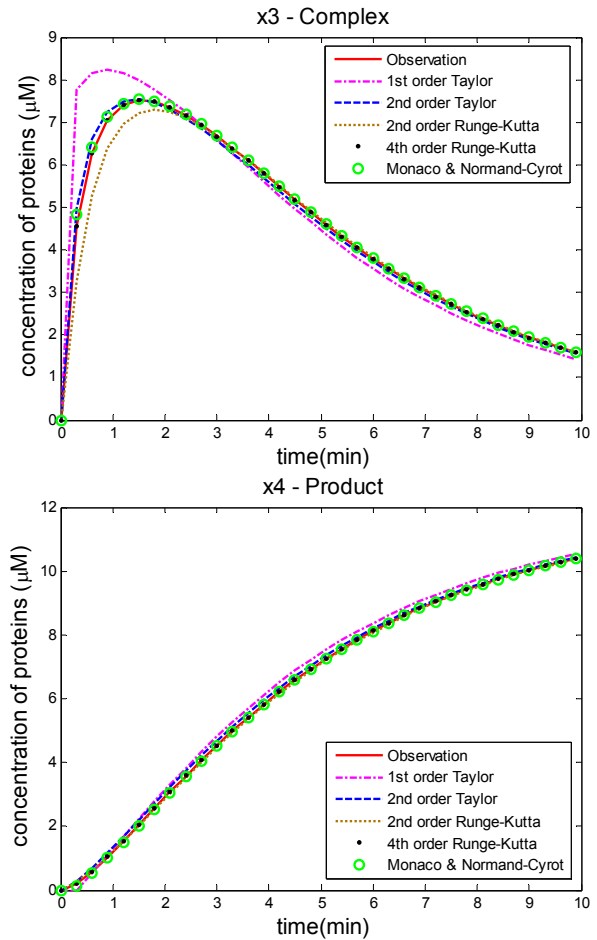 x3 - Complex
concentration of proteins (μM)
9
8
7
6
5
4
3
2
1
0
Observation
1st order Taylor
2nd order Taylor
2nd order Runge-Kutta
4th order Runge-Kutta
Monaco & Normand-Cyrot
0 1 2 3 4 5 6 7 8 9 10
time(min)
x4 - Product
concentration of proteins (μM)
12
10
8
6
4
2
0
Observation
1st order Taylor
2nd order Taylor
2nd order Runge-Kutta
4th order Runge-Kutta
Monaco & Normand-Cyrot
0 1 2 3 4 5 6 7 8 9 10
time(min)